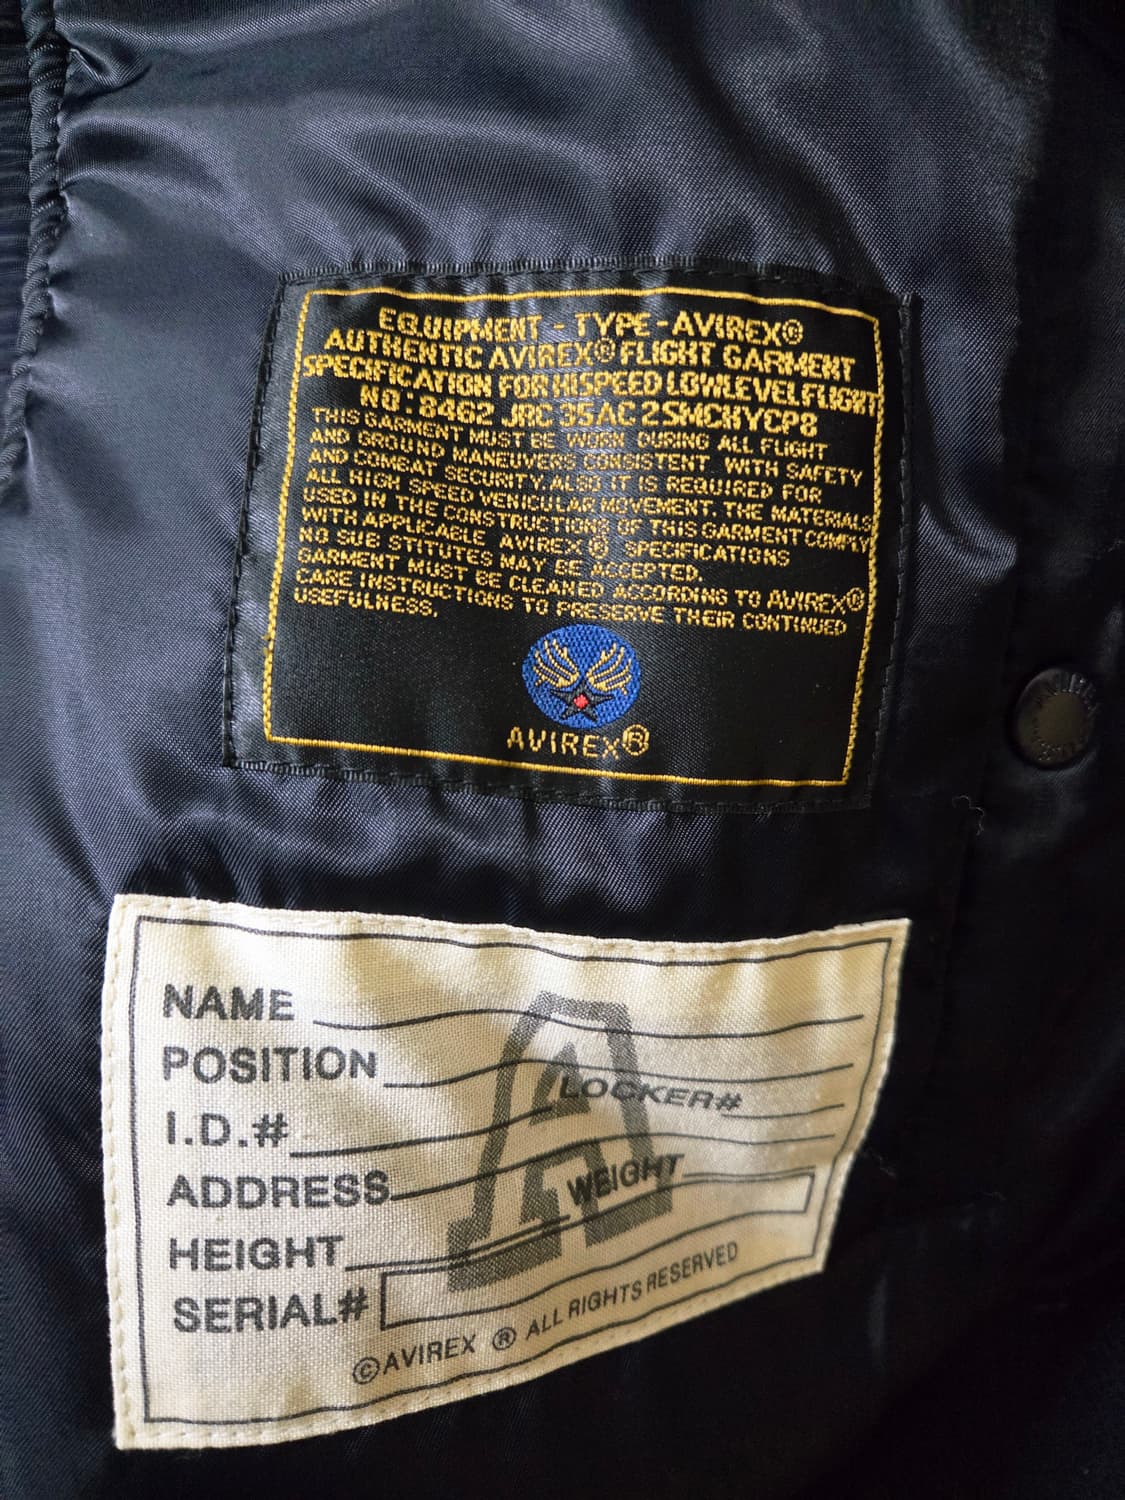 EQUIPMENT - TYPE - AVIREX®
AUTHENTIC AVIREX® FLIGHT GARMENT
SPECIFICATION FOR HISPEED LOWLEVELFLIGHT
NO: 8462 JRC 35 AC 2SMCHYCP8
THIS GARMENT MUST BE WORN DURING ALL FLIGHT
AND GROUND MANEUVERS CONSISTENT WITH SAFETY
AND COMBAT SECURITY. ALSO IT IS REQUIRED FOR
ALL HIGH SPEED VEHICULAR MOVEMENT. THE MATERIALS
USED IN THE CONSTRUCTIONS OF THIS GARMENT COMPLY
WITH APPLICABLE AVIREX® SPECIFICATIONS
NO SUB STITUTES MAY BE ACCEPTED.
GARMENT MUST BE CLEANED ACCORDING TO AVIREX®
CARE INSTRUCTIONS TO PRESERVE THEIR CONTINUED
USEFULNESS.
AVIREX®
NAME
POSITION
I.D.# LOCKER#
ADDRESS
HEIGHT WEIGHT
SERIAL#
©AVIREX ® ALL RIGHTS RESERVED
A